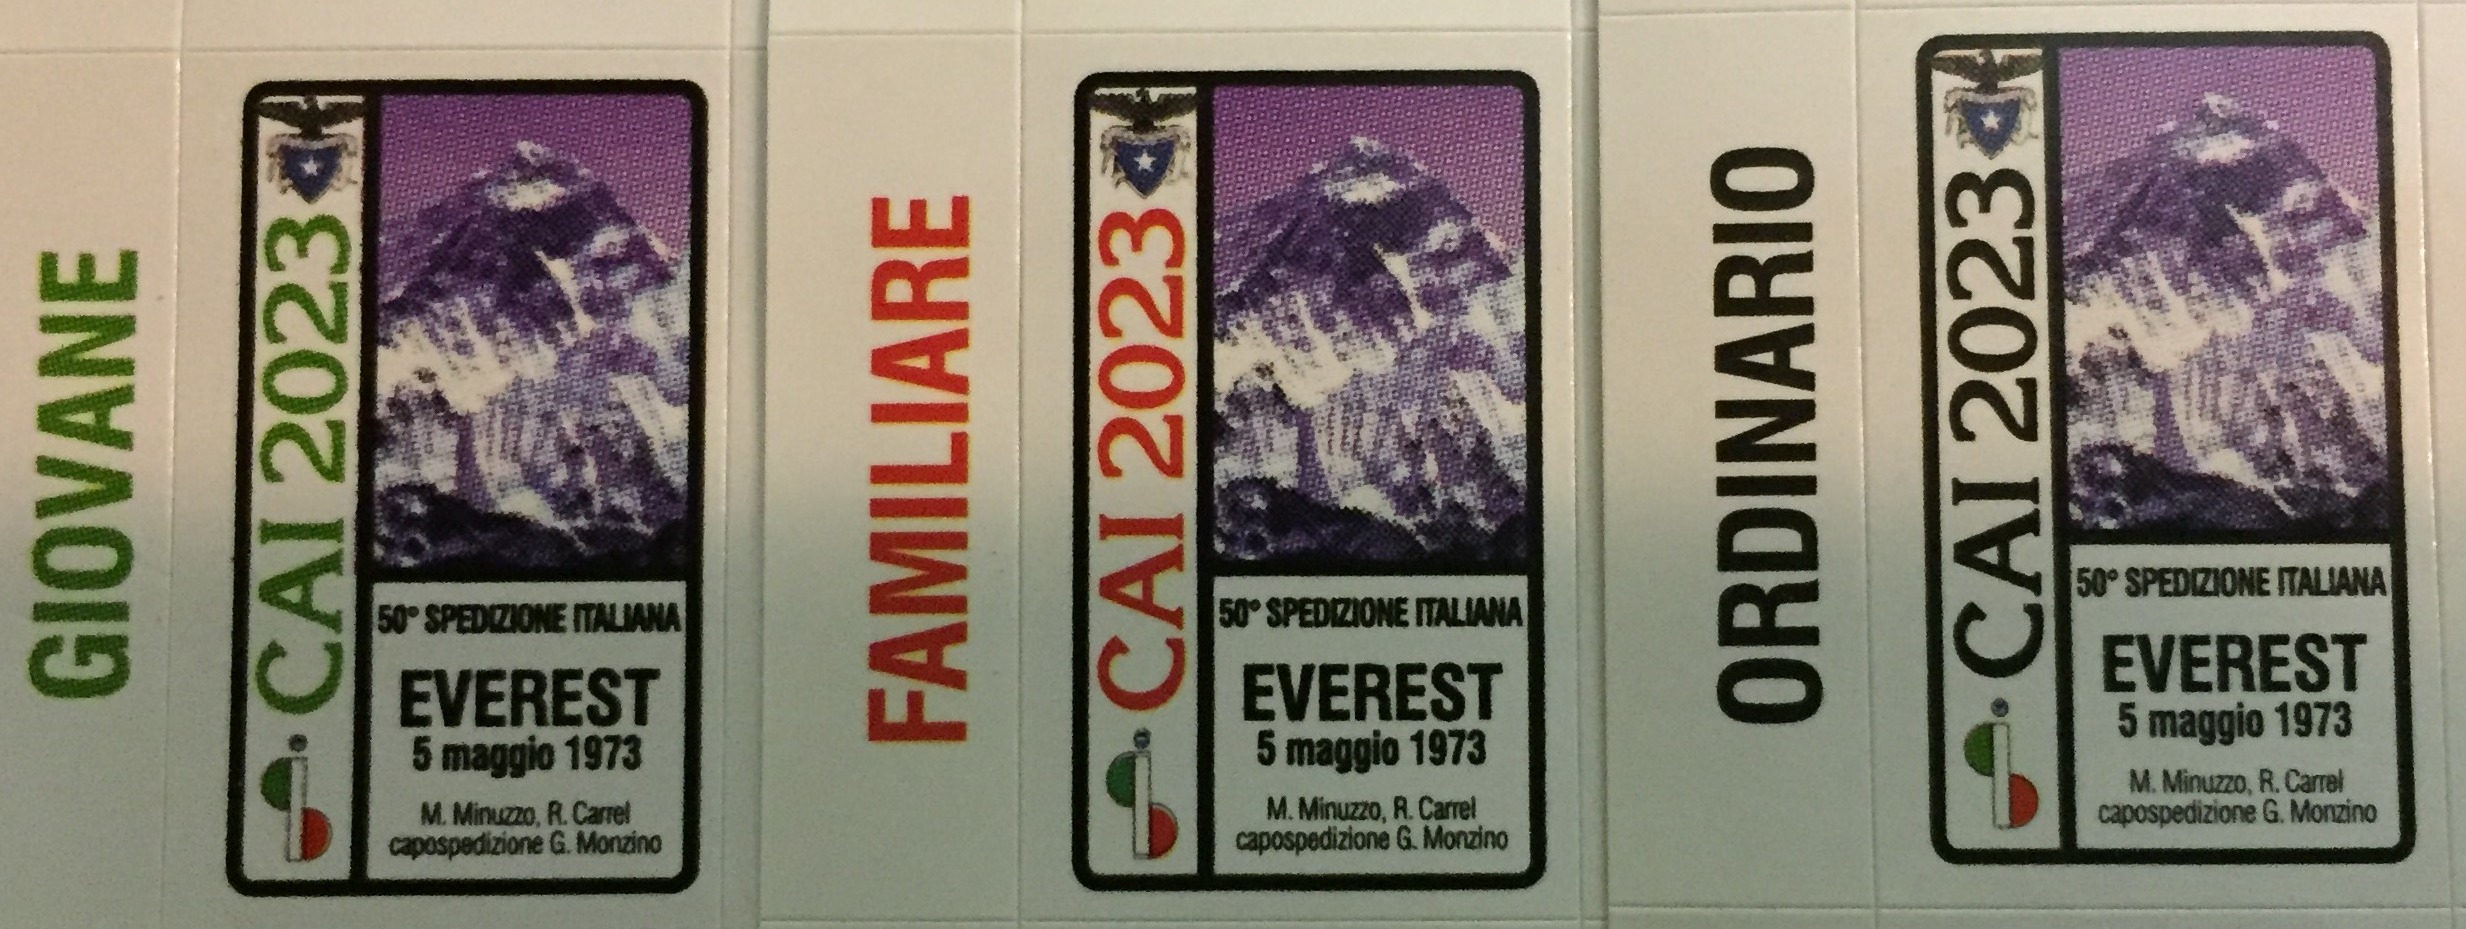 GIOVANE
CAI 2023
50° SPEDIZIONE ITALIANA
EVEREST
5 maggio 1973
M. Minuzzo, R. Carrel
capospedizione G. Monzino
FAMILIARE
CAI 2023
50° SPEDIZIONE ITALIANA
EVEREST
5 maggio 1973
M. Minuzzo, R. Carrel
capospedizione G. Monzino
ORDINARIO
CAI 2023
50° SPEDIZIONE ITALIANA
EVEREST
5 maggio 1973
M. Minuzzo, R. Carrel
capospedizione G. Monzino